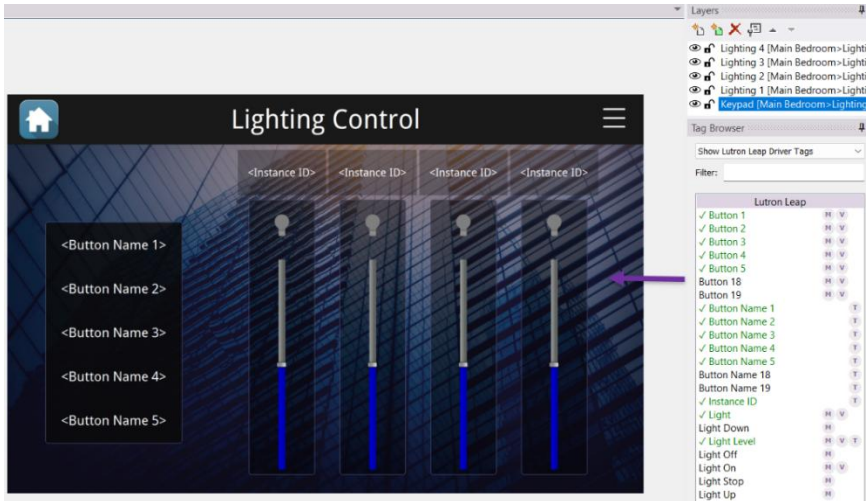 Layers
Lighting 4 [Main Bedroom>Lighti
Lighting 3 [Main Bedroom>Lighti
Lighting 2 [Main Bedroom>Lighti
Lighting 1 [Main Bedroom>Lighti
Keypad [Main Bedroom>Lighting
Lighting Control
<Instance ID> <Instance ID> <Instance ID> <Instance ID>
<Button Name 1>
<Button Name 2>
<Button Name 3>
<Button Name 4>
<Button Name 5>
Tag Browser
Show Lutron Leap Driver Tags
Filter:
Lutron Leap
✓ Button 1 M V
✓ Button 2 M V
✓ Button 3 M V
✓ Button 4 M V
✓ Button 5 M V
Button 18 M V
Button 19 M V
✓ Button Name 1 T
✓ Button Name 2 T
✓ Button Name 3 T
✓ Button Name 4 T
✓ Button Name 5 T
Button Name 18 T
Button Name 19 T
✓ Instance ID T
✓ Light M V
Light Down M
✓ Light Level M V T
Light Off M
Light On M V
Light Stop M
Light Up M